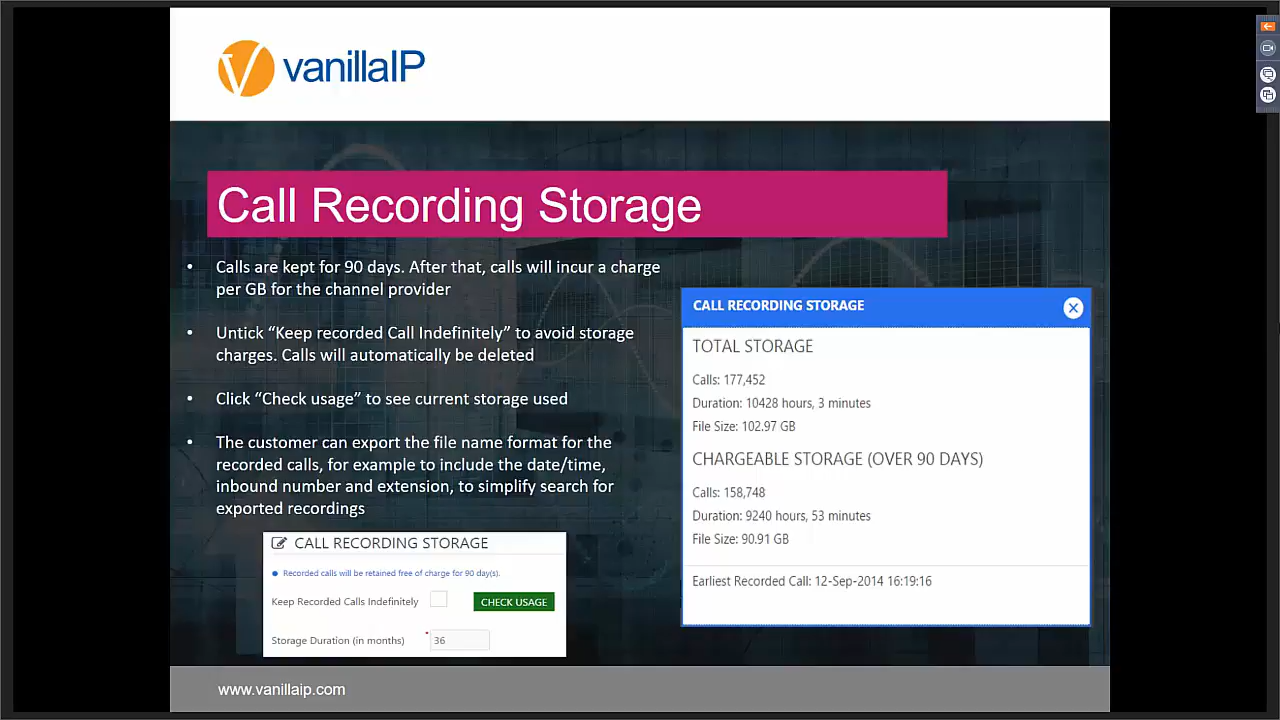 vanillaIP
Call Recording Storage
• Calls are kept for 90 days. After that, calls will incur a charge
per GB for the channel provider
• Untick “Keep recorded Call Indefinitely” to avoid storage
charges. Calls will automatically be deleted
• Click “Check usage” to see current storage used
• The customer can export the file name format for the
recorded calls, for example to include the date/time,
inbound number and extension, to simplify search for
exported recordings
CALL RECORDING STORAGE
Recorded calls will be retained free of charge for 90 day(s).
Keep Recorded Calls Indefinitely CHECK USAGE
Storage Duration (in months) * 36
CALL RECORDING STORAGE
TOTAL STORAGE
Calls: 177,452
Duration: 10428 hours, 3 minutes
File Size: 102.97 GB
CHARGEABLE STORAGE (OVER 90 DAYS)
Calls: 158,748
Duration: 9240 hours, 53 minutes
File Size: 90.91 GB
Earliest Recorded Call: 12-Sep-2014 16:19:16
www.vanillaip.com